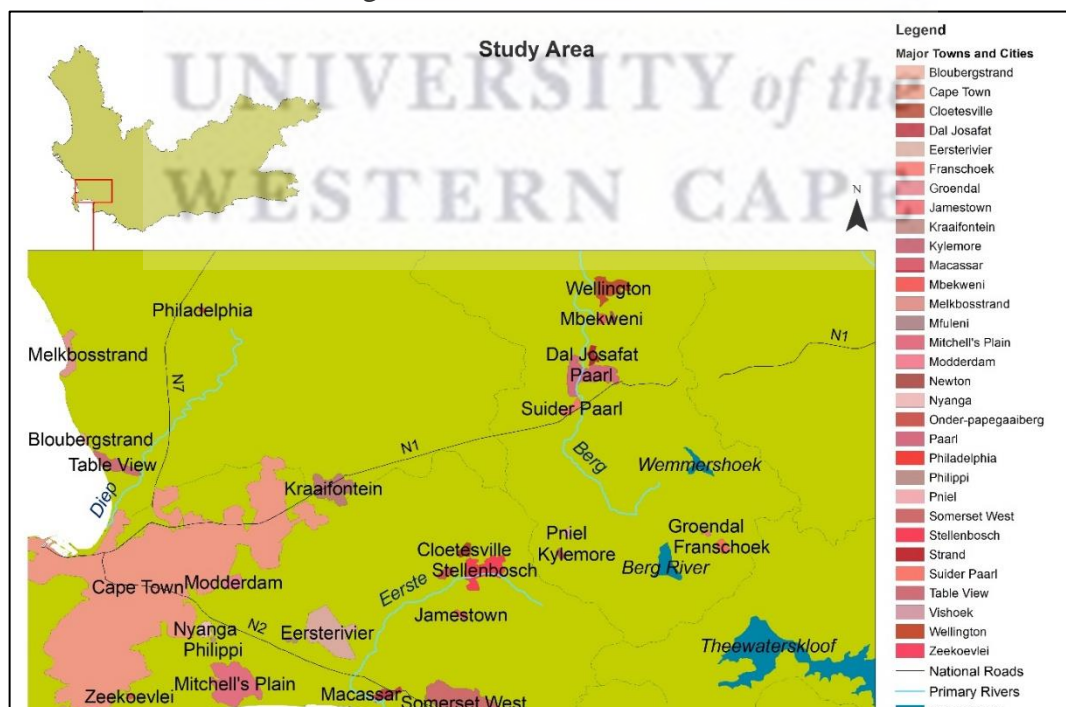 Study Area
UNIVERSITY of the
WESTERN CAPE
N
Philadelphia
Melkbosstrand
N7
Bloubergstrand
Table View
Diep
Kraaifontein
N1
Wellington
Mbekweni
Dal Josafat
Paarl
Suider Paarl
N1
Berg
Wemmershoek
Groendal
Franschoek
Pniel
Kylemore
Berg River
Cloetesville
Stellenbosch
Eerste
Jamestown
Cape Town
Modderdam
Nyanga
N2
Philippi
Eersterivier
Theewaterskloof
Zeekoevlei
Mitchell's Plain
Macassar
Somerset West
Legend
Major Towns and Cities
Bloubergstrand
Cape Town
Cloetesville
Dal Josafat
Eersterivier
Franschoek
Groendal
Jamestown
Kraaifontein
Kylemore
Macassar
Mbekweni
Melkbosstrand
Mfuleni
Mitchell's Plain
Modderdam
Newton
Nyanga
Onder-papegaaiberg
Paarl
Philadelphia
Philippi
Pniel
Somerset West
Stellenbosch
Strand
Suider Paarl
Table View
Vishoek
Wellington
Zeekoevlei
National Roads
Primary Rivers